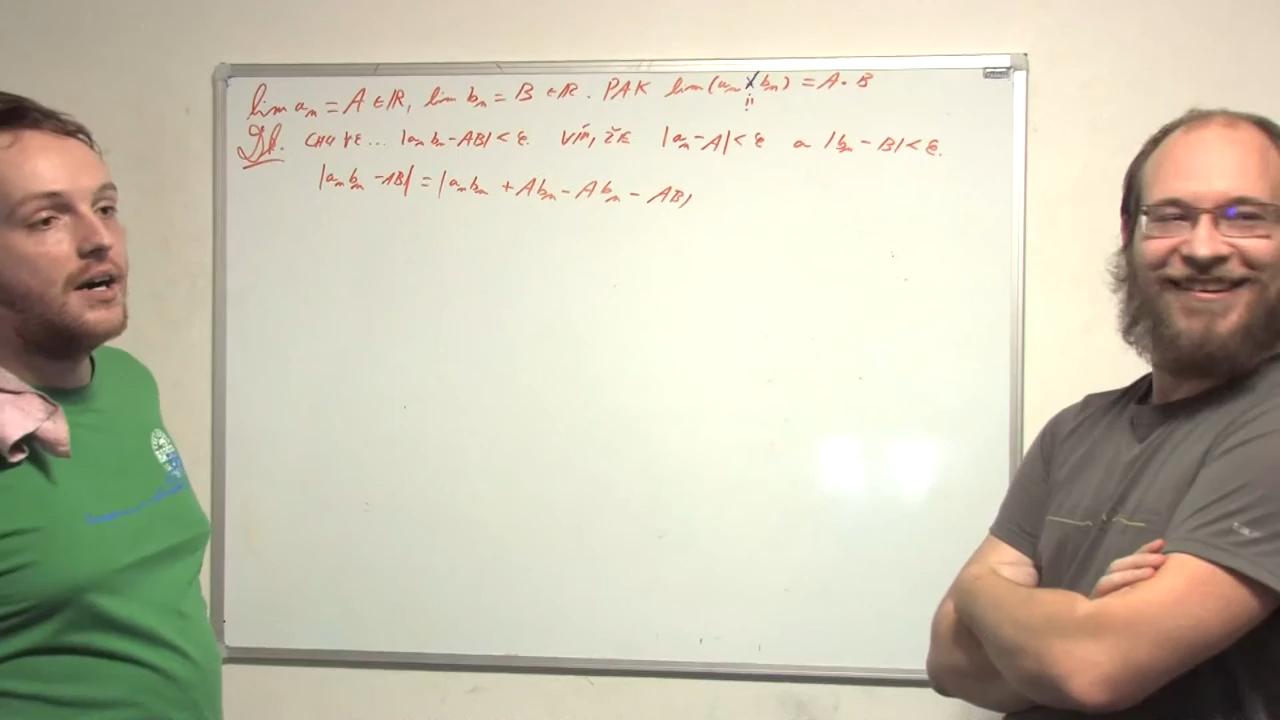 lim aₙ = A ∈ ℝ, lim bₙ = B ∈ ℝ. PAK lim (aₙ · bₙ) = A · B
Dk. CHCI, ŽE ... |aₙbₙ - AB| < ε. VÍM, ŽE |aₙ - A| < ε a |bₙ - B| < ε.
|aₙbₙ - AB| = |aₙbₙ + Abₙ - Abₙ - AB|